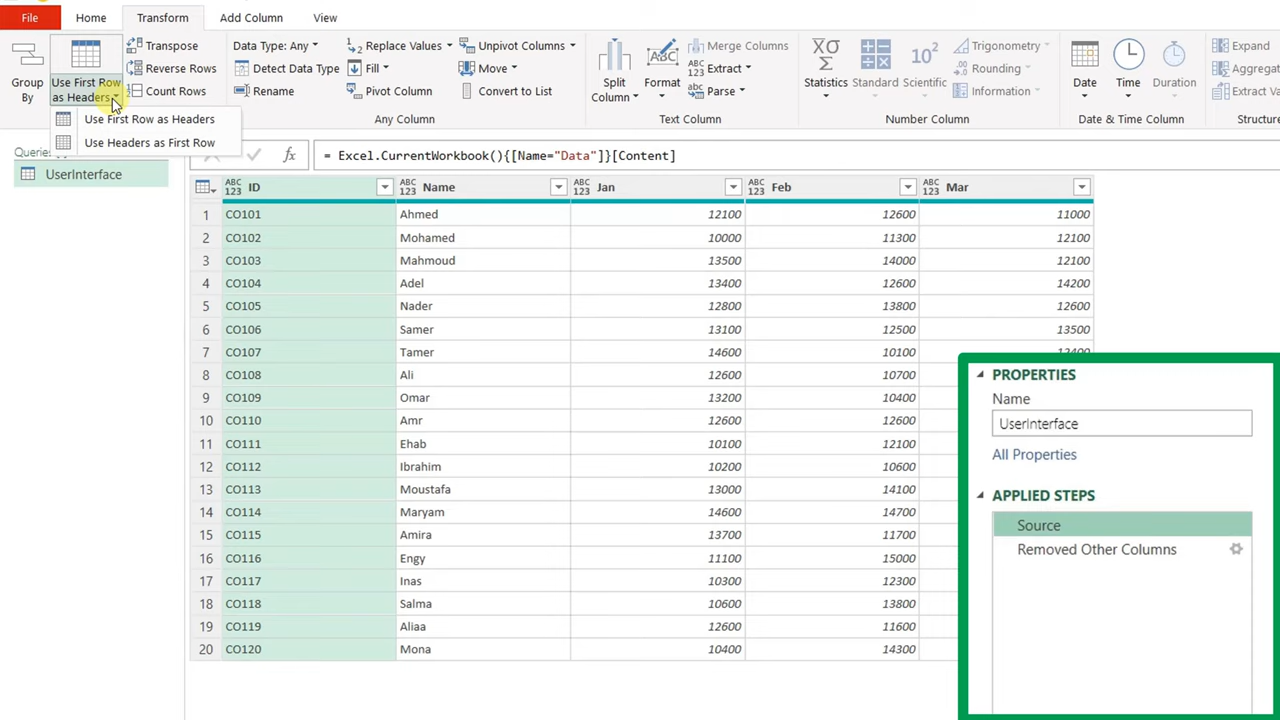 File Home Transform Add Column View
Transpose Data Type: Any Replace Values Unpivot Columns Merge Columns Trigonometry Expand
Reverse Rows Detect Data Type Fill Move Extract Rounding
Group By Use First Row as Headers Count Rows Rename Pivot Column Convert to List Split Column Format Parse Statistics Standard Scientific Information Date Time Duration
Any Column Text Column Number Column Date & Time Column
Use First Row as Headers
Use Headers as First Row
= Excel.CurrentWorkbook(){[Name="Data"]}[Content]
UserInterface
ABC 123 ID ABC 123 Name ABC 123 Jan ABC 123 Feb ABC 123 Mar
1 CO101 Ahmed 12100 12600 11000
2 CO102 Mohamed 10000 11300 12100
3 CO103 Mahmoud 13500 14000 12100
4 CO104 Adel 13400 12600 14200
5 CO105 Nader 12800 13800 12600
6 CO106 Samer 13100 12500 13500
7 CO107 Tamer 14600 10100
8 CO108 Ali 12600 10700
9 CO109 Omar 13200 10400
10 CO110 Amr 12600 12600
11 CO111 Ehab 10100 12100
12 CO112 Ibrahim 10200 10600
13 CO113 Moustafa 13000 14100
14 CO114 Maryam 14600 14700
15 CO115 Amira 13700 11700
16 CO116 Engy 11100 15000
17 CO117 Inas 10300 12300
18 CO118 Salma 10600 13800
19 CO119 Aliaa 12600 11600
20 CO120 Mona 10400 14300
PROPERTIES
Name
UserInterface
All Properties
APPLIED STEPS
Source
Removed Other Columns